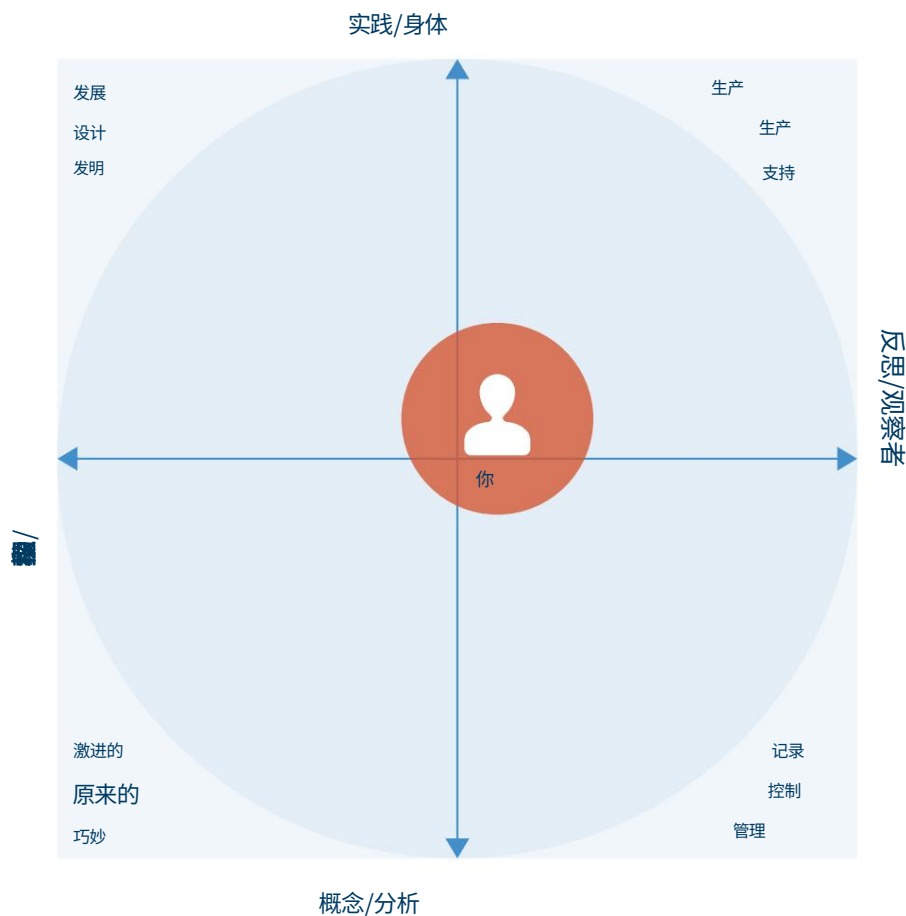 实践/身体
发展
设计
发明
生产
生产
支持
反思/观察者
你
激进的
原来的
巧妙
记录
控制
管理
概念/分析